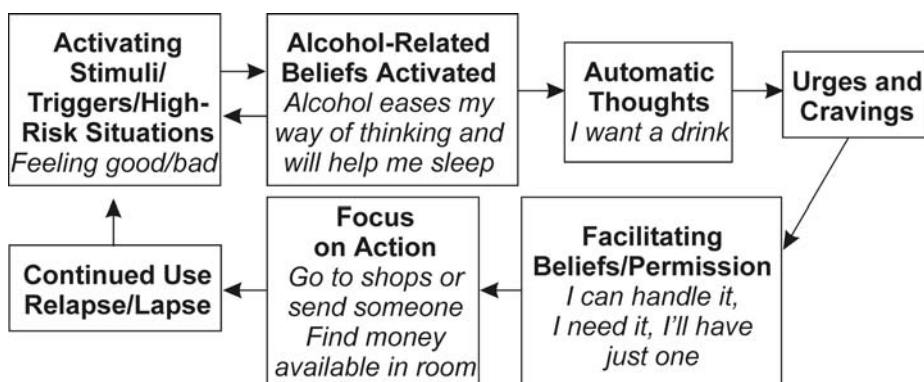 Activating
Stimuli/
Triggers/High-
Risk Situations
Feeling good/bad
Alcohol-Related
Beliefs Activated
Alcohol eases my
way of thinking and
will help me sleep
Automatic
Thoughts
I want a drink
Urges and
Cravings
Facilitating
Beliefs/Permission
I can handle it,
I need it, I'll have
just one
Focus
on Action
Go to shops or
send someone
Find money
available in room
Continued Use
Relapse/Lapse